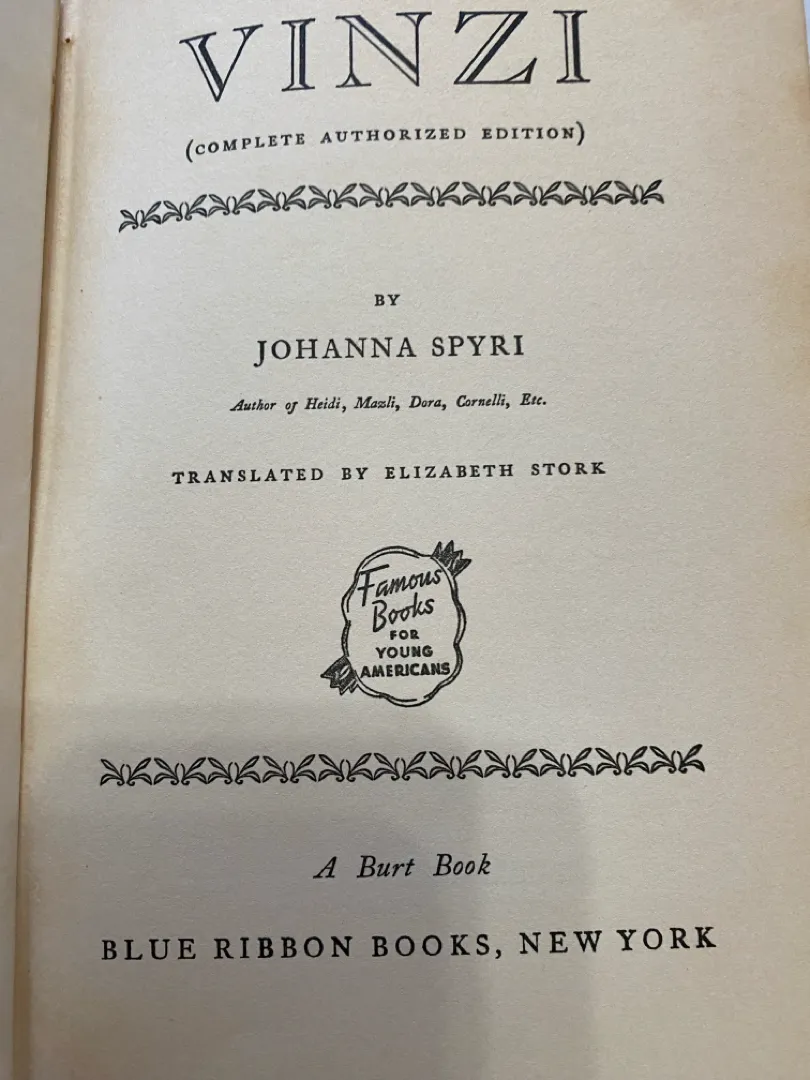 VINZI
(COMPLETE AUTHORIZED EDITION)
BY
JOHANNA SPYRI
Author of Heidi, Mazli, Dora, Cornelli, Etc.
TRANSLATED BY ELIZABETH STORK
Famous
Books
FOR
YOUNG
AMERICANS
A Burt Book
BLUE RIBBON BOOKS, NEW YORK